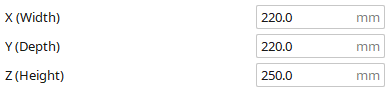 X (Width) 220.0 mm
Y (Depth) 220.0 mm
Z (Height) 250.0 mm